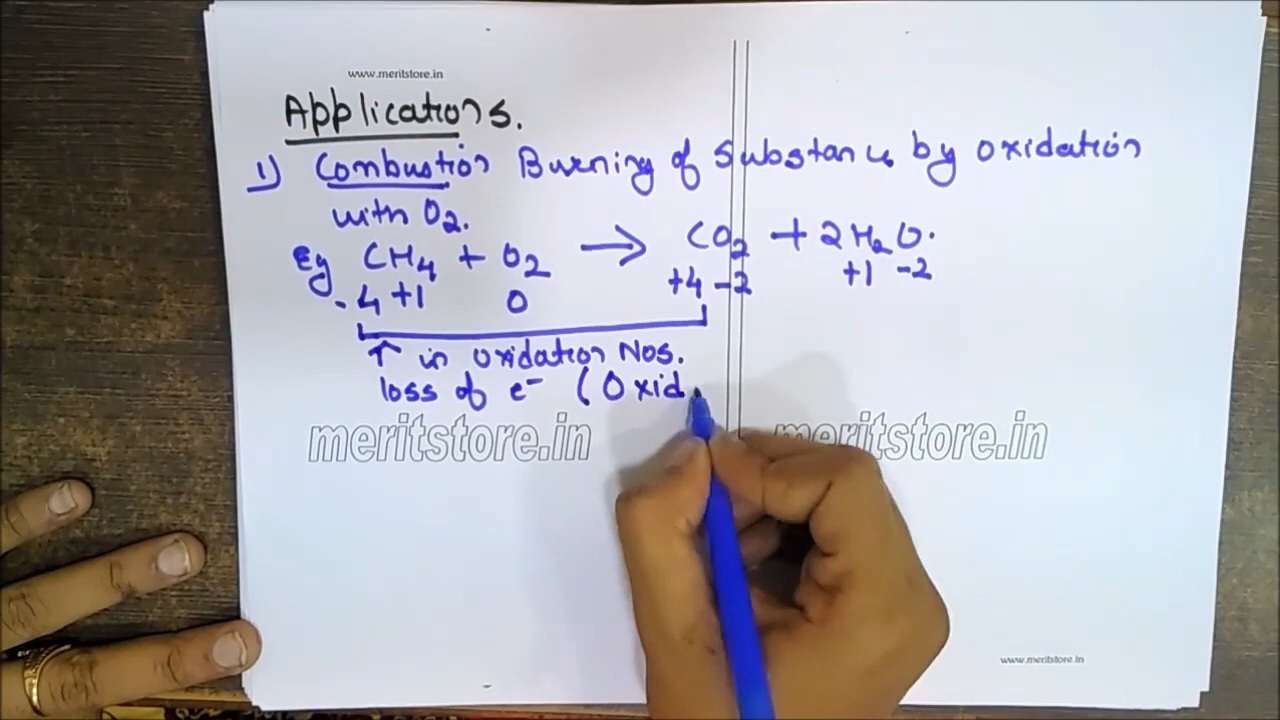 www.meritstore.in
Applications.
1) Combustion Burning of substance by oxidation
with O2.
Eg CH4 + O2 → CO2 + 2H2O.
-4 +1 0 +4 -2 +1 -2
↑ in oxidation Nos.
loss of e- (Oxid
meritstore.in meritstore.in
www.meritstore.in